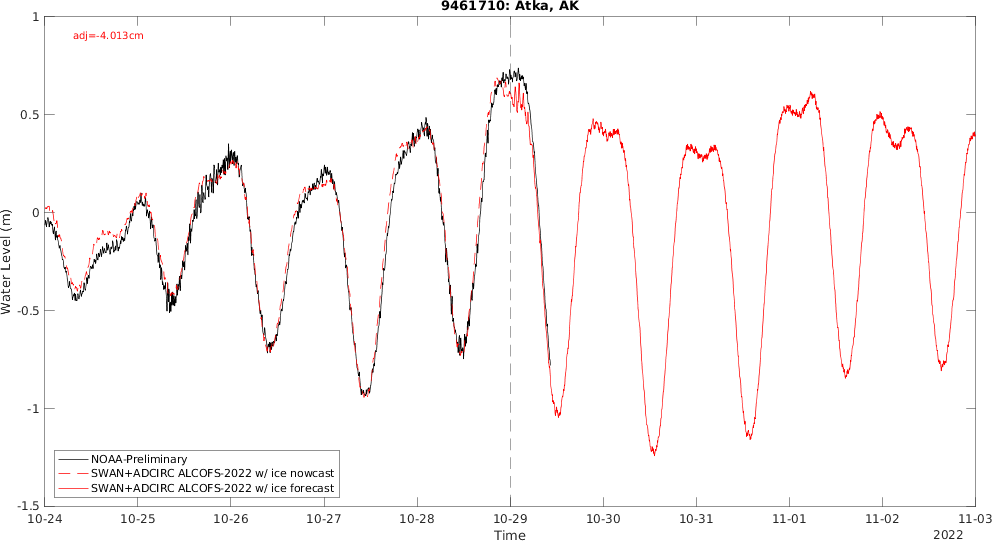 9461710: Atka, AK
adj=-4.013cm
1
0.5
0
-0.5
-1
-1.5
Water Level (m)
NOAA-Preliminary
SWAN+ADCIRC ALCOFS-2022 w/ ice nowcast
SWAN+ADCIRC ALCOFS-2022 w/ ice forecast
10-24 10-25 10-26 10-27 10-28 10-29 10-30 10-31 11-01 11-02 11-03
Time
2022